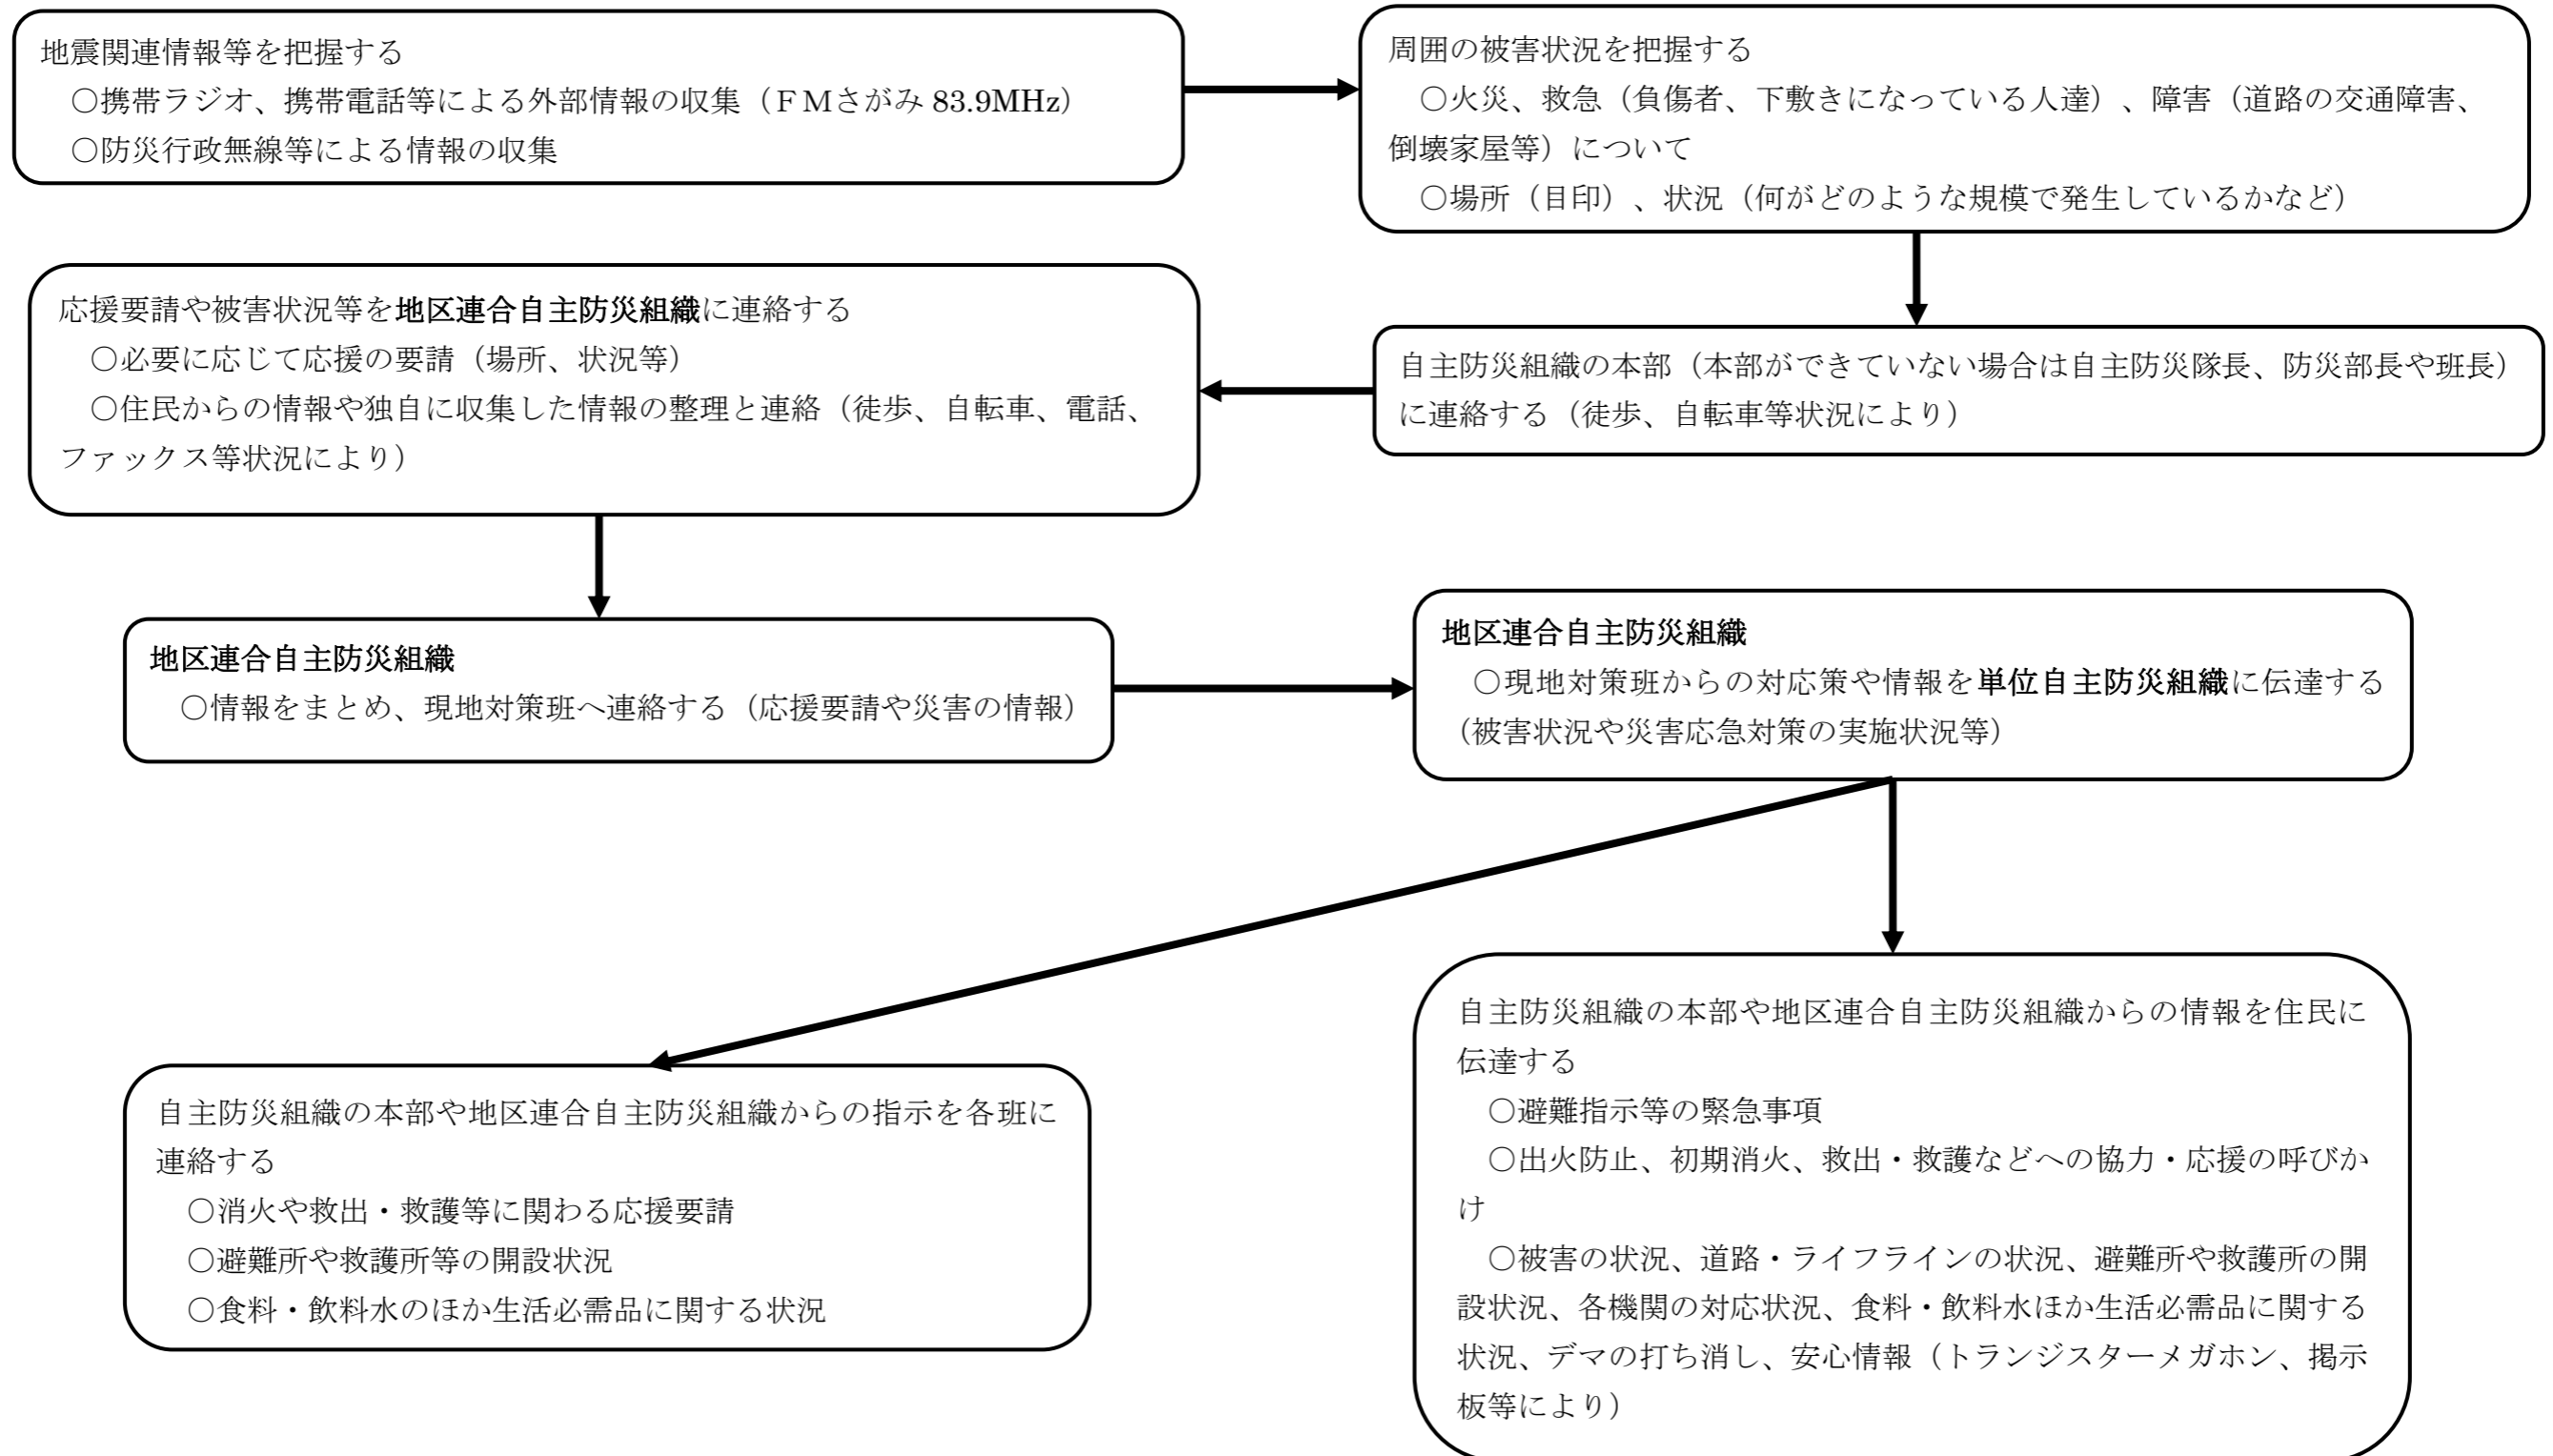 地震関連情報等を把握する
○携帯ラジオ、携帯電話等による外部情報の収集（ＦＭさがみ 83.9MHz）
○防災行政無線等による情報の収集
周囲の被害状況を把握する
○火災、救急（負傷者、下敷きになっている人達）、障害（道路の交通障害、
倒壊家屋等）について
○場所（目印）、状況（何がどのような規模で発生しているかなど）
自主防災組織の本部（本部ができていない場合は自主防災隊長、防災部長や班長）
に連絡する（徒歩、自転車等状況により）
応援要請や被害状況等を地区連合自主防災組織に連絡する
○必要に応じて応援の要請（場所、状況等）
○住民からの情報や独自に収集した情報の整理と連絡（徒歩、自転車、電話、
ファックス等状況により）
地区連合自主防災組織
○情報をまとめ、現地対策班へ連絡する（応援要請や災害の情報）
地区連合自主防災組織
○現地対策班からの対応策や情報を単位自主防災組織に伝達する
（被害状況や災害応急対策の実施状況等）
自主防災組織の本部や地区連合自主防災組織からの指示を各班に
連絡する
○消火や救出・救護等に関わる応援要請
○避難所や救護所等の開設状況
○食料・飲料水のほか生活必需品に関する状況
自主防災組織の本部や地区連合自主防災組織からの情報を住民に
伝達する
○避難指示等の緊急事項
○出火防止、初期消火、救出・救護などへの協力・応援の呼びか
け
○被害の状況、道路・ライフラインの状況、避難所や救護所の開
設状況、各機関の対応状況、食料・飲料水ほか生活必需品に関する
状況、デマの打ち消し、安心情報（トランジスターメガホン、掲示
板等により）